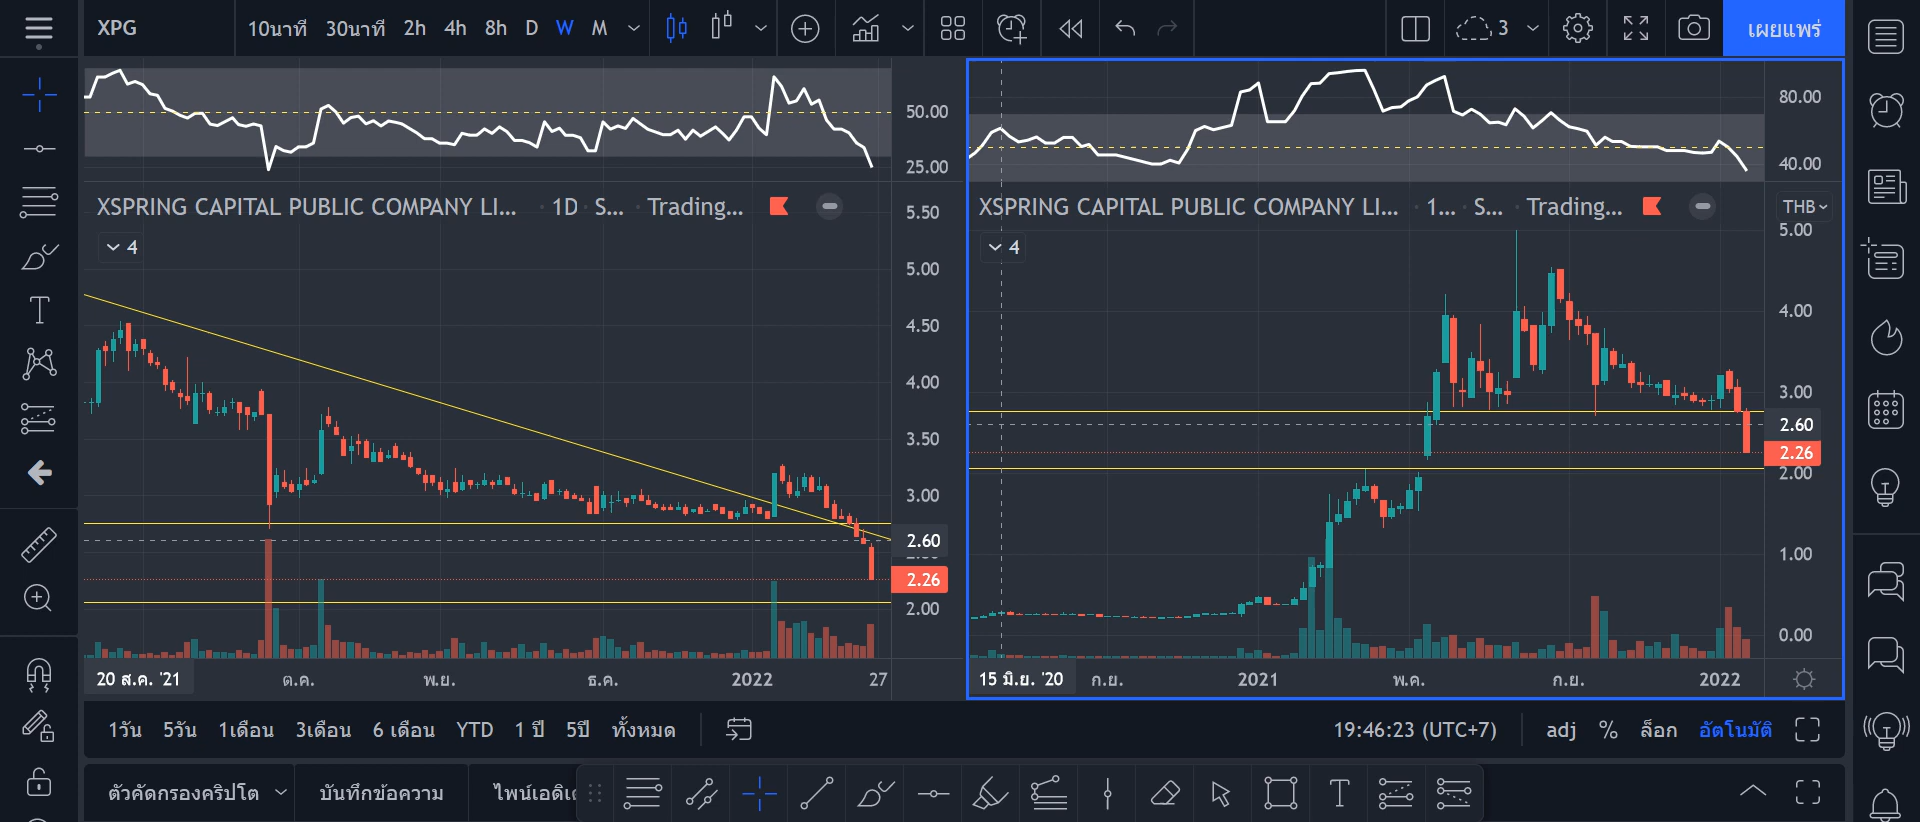 XPG 10นาที 30นาที 2h 4h 8h D W M 3 เผยแพร่
50.00
25.00
XSPRING CAPITAL PUBLIC COMPANY LI... · 1D · S... · Trading...
4
5.50
5.00
4.50
4.00
3.50
3.00
2.60
2.26
2.00
20 ส.ค. '21 ต.ค. พ.ย. ธ.ค. 2022 27
80.00
40.00
XSPRING CAPITAL PUBLIC COMPANY LI... · 1... · S... · Trading...
THB
4
5.00
4.00
3.00
2.60
2.26
2.00
1.00
0.00
15 มิ.ย. '20 ก.ย. 2021 พ.ค. ก.ย. 2022
1วัน 5วัน 1เดือน 3เดือน 6 เดือน YTD 1 ปี 5ปี ทั้งหมด 19:46:23 (UTC+7) adj % ล็อก อัตโนมัติ
ตัวคัดกรองคริปโต บันทึกข้อความ ไพน์เอดิเต